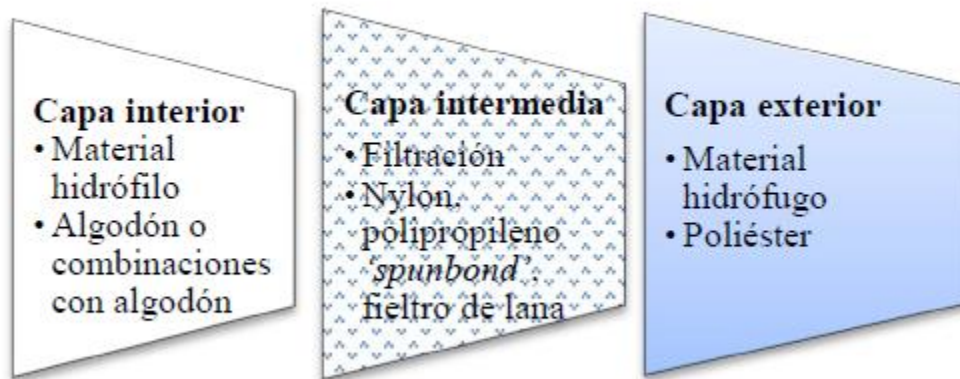 Capa interior
• Material
hidrófilo
• Algodón o
combinaciones
con algodón
Capa intermedia
• Filtración
• Nylon,
polipropileno
‘spunbond’,
fieltro de lana
Capa exterior
• Material
hidrófugo
• Poliéster